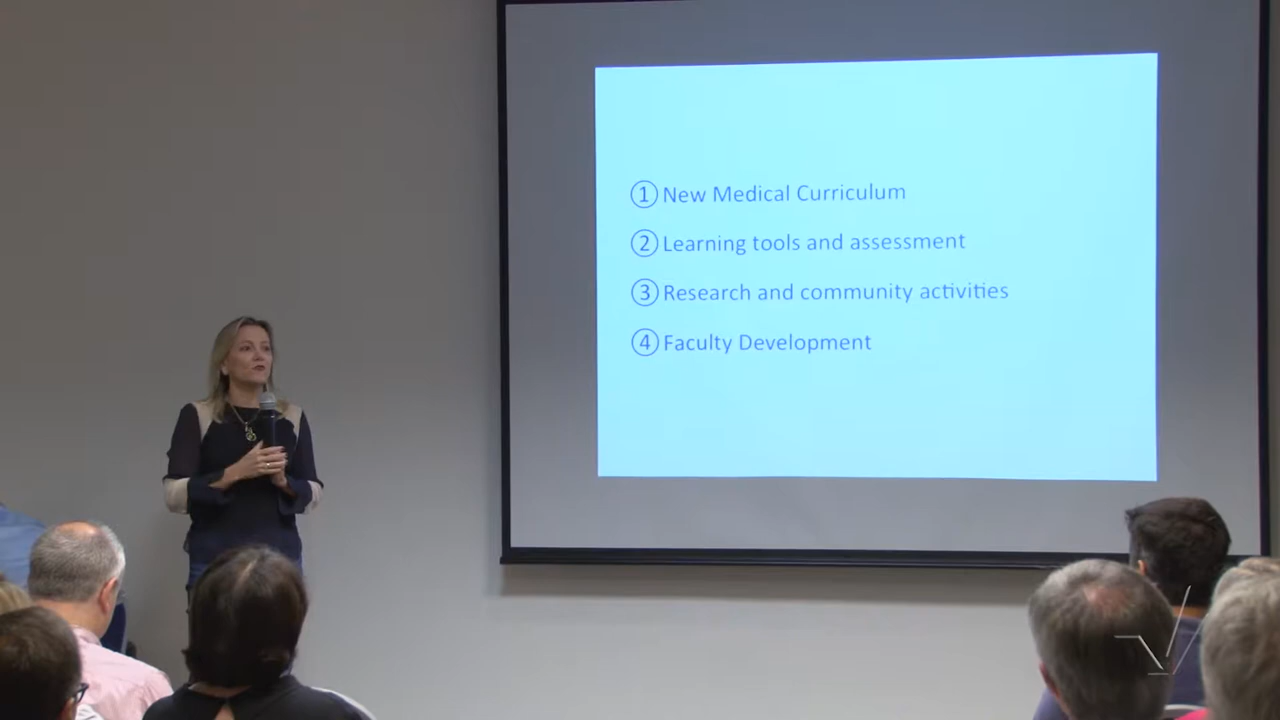 ① New Medical Curriculum
② Learning tools and assessment
③ Research and community activities
④ Faculty Development